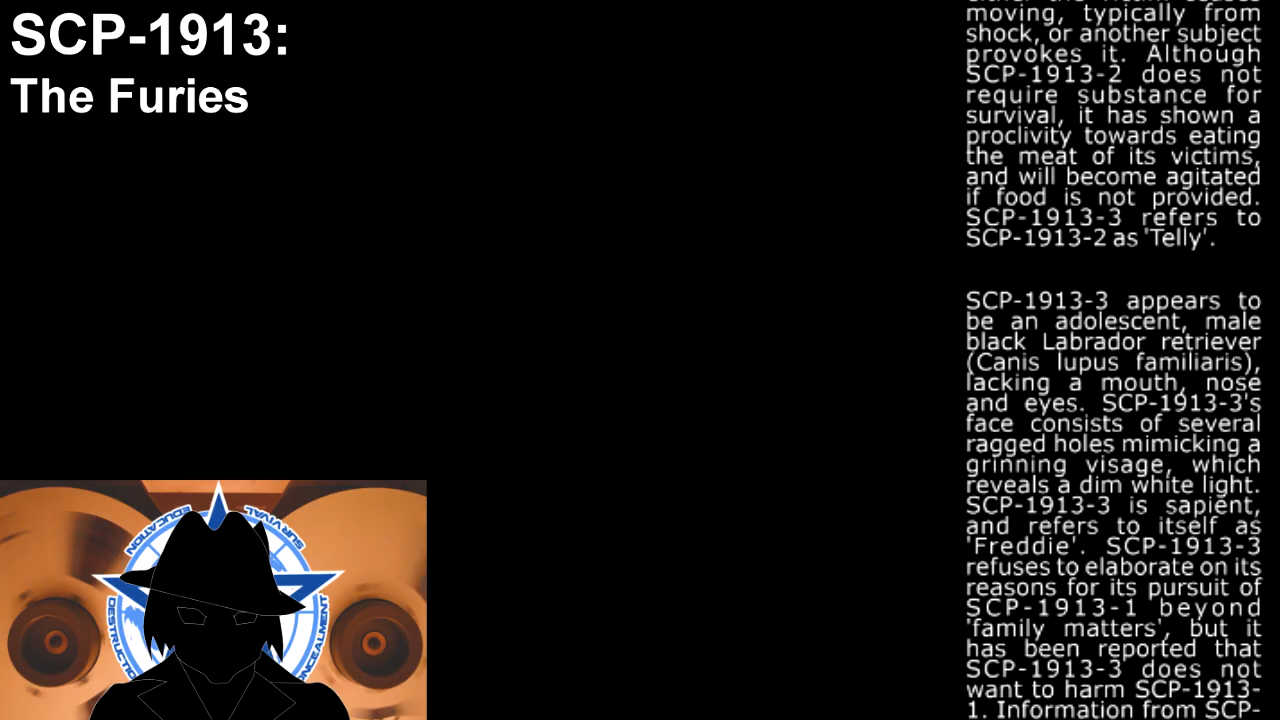 SCP-1913:
The Furies
moving, typically from
shock, or another subject
provokes it. Although
SCP-1913-2 does not
require substance for
survival, it has shown a
proclivity towards eating
the meat of its victims,
and will become agitated
if food is not provided.
SCP-1913-3 refers to
SCP-1913-2 as 'Telly'.
SCP-1913-3 appears to
be an adolescent, male
black Labrador retriever
(Canis lupus familiaris),
lacking a mouth, nose
and eyes. SCP-1913-3's
face consists of several
ragged holes mimicking a
grinning visage, which
reveals a dim white light.
SCP-1913-3 is sapient,
and refers to itself as
'Freddie'. SCP-1913-3
refuses to elaborate on its
reasons for its pursuit of
SCP-1913-1 beyond
'family matters', but it
has been reported that
SCP-1913-3 does not
want to harm SCP-1913-
1. Information from SCP-
EDUCATION
SURVIVAL